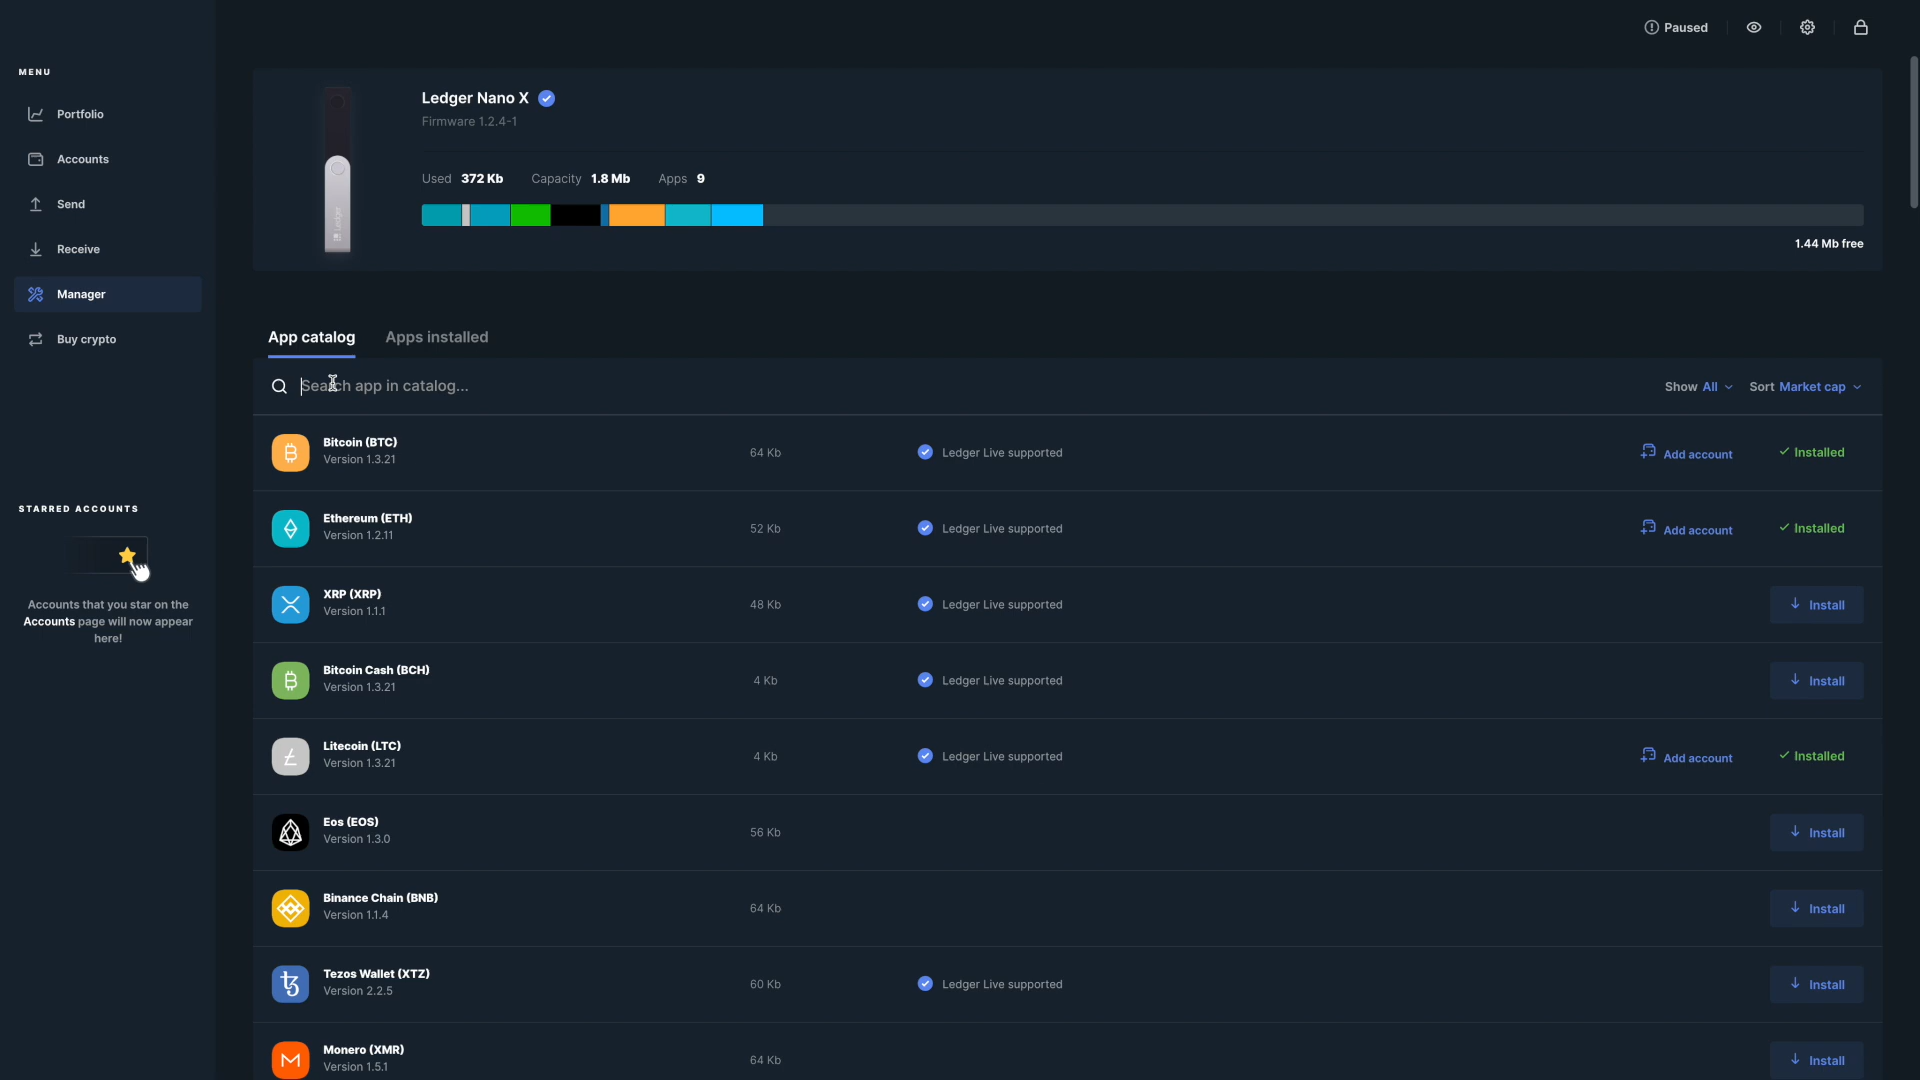 Paused
MENU
Portfolio
Accounts
Send
Receive
Manager
Buy crypto
STARRED ACCOUNTS
Accounts that you star on the
Accounts page will now appear
here!
Ledger Nano X
Firmware 1.2.4-1
Used 372 Kb Capacity 1.8 Mb Apps 9
1.44 Mb free
Ledger
App catalog Apps installed
Search app in catalog... Show All Sort Market cap
Bitcoin (BTC)
Version 1.3.21
64 Kb Ledger Live supported Add account Installed
Ethereum (ETH)
Version 1.2.11
52 Kb Ledger Live supported Add account Installed
XRP (XRP)
Version 1.1.1
48 Kb Ledger Live supported Install
Bitcoin Cash (BCH)
Version 1.3.21
4 Kb Ledger Live supported Install
Litecoin (LTC)
Version 1.3.21
4 Kb Ledger Live supported Add account Installed
Eos (EOS)
Version 1.3.0
56 Kb Install
Binance Chain (BNB)
Version 1.1.4
64 Kb Install
Tezos Wallet (XTZ)
Version 2.2.5
60 Kb Ledger Live supported Install
Monero (XMR)
Version 1.5.1
64 Kb Install